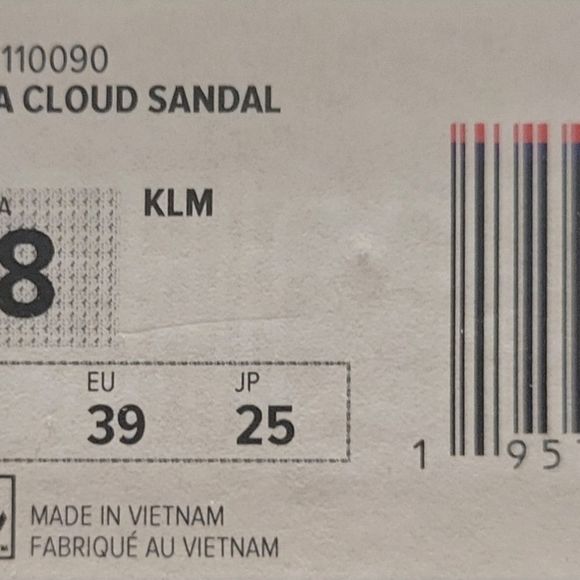 110090
A CLOUD SANDAL
A
KLM
8
EU
JP
39
25
1 95
MADE IN VIETNAM
FABRIQUÉ AU VIETNAM